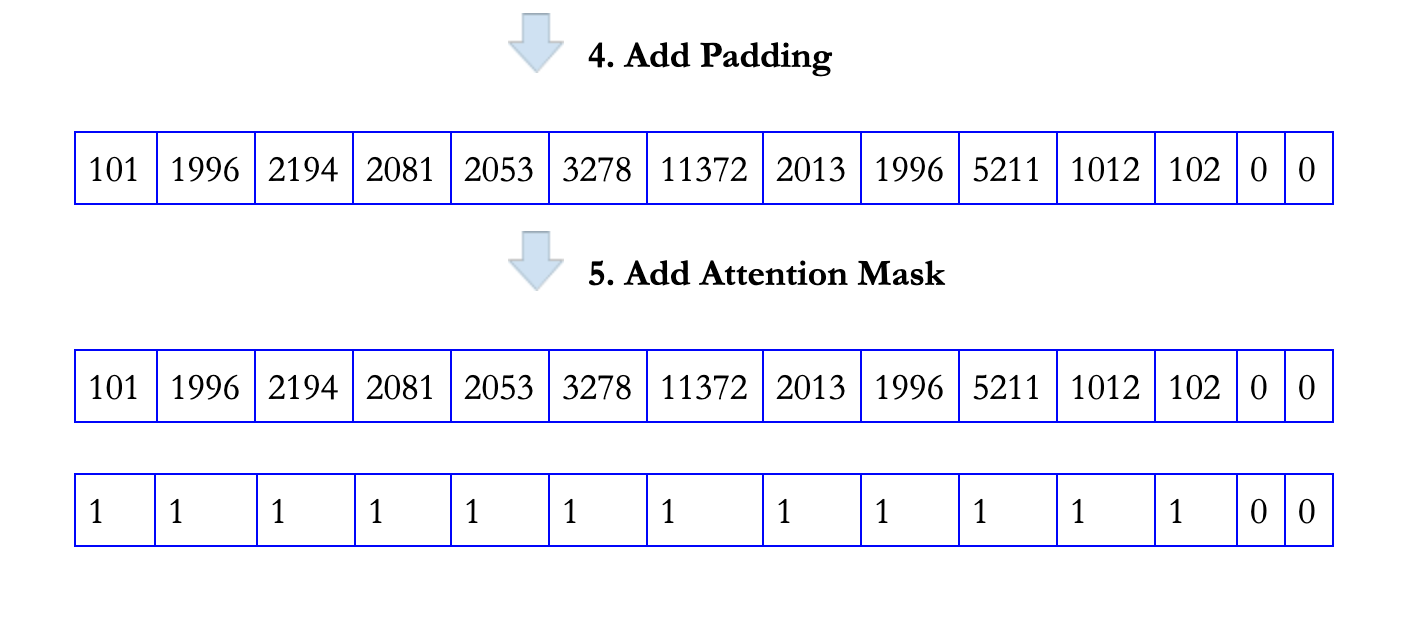 4. Add Padding
101 1996 2194 2081 2053 3278 11372 2013 1996 5211 1012 102 0 0
5. Add Attention Mask
101 1996 2194 2081 2053 3278 11372 2013 1996 5211 1012 102 0 0
1 1 1 1 1 1 1 1 1 1 1 1 0 0